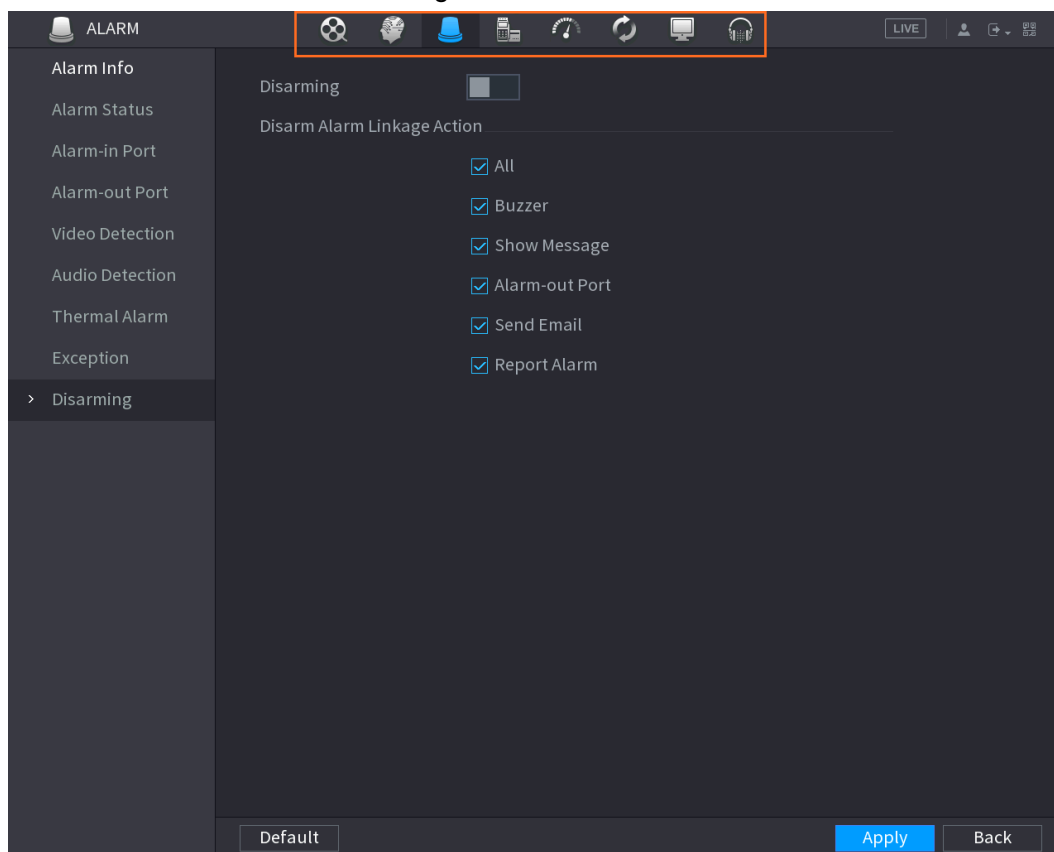 ALARM
LIVE
Alarm Info
Alarm Status
Alarm-in Port
Alarm-out Port
Video Detection
Audio Detection
Thermal Alarm
Exception
Disarming
Disarming
Disarm Alarm Linkage Action
All
Buzzer
Show Message
Alarm-out Port
Send Email
Report Alarm
Default
Apply
Back